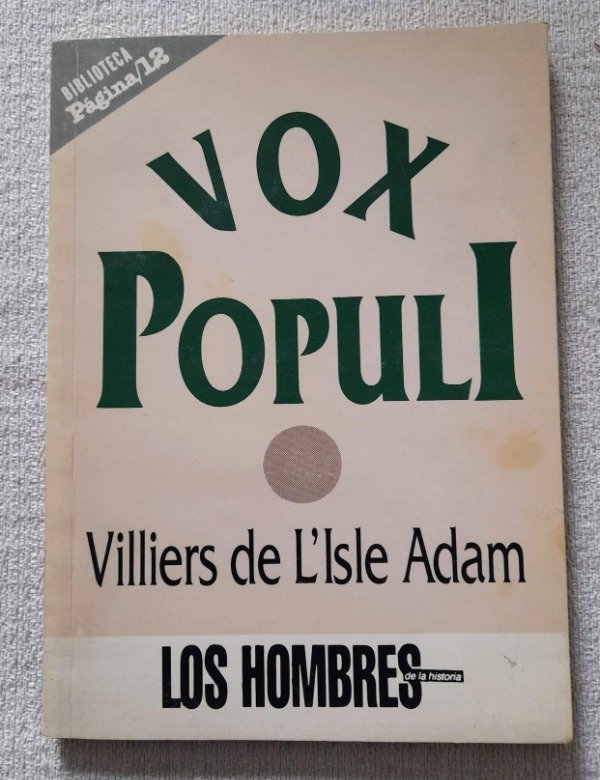 BIBLIOTECA
Página/12
VOX
POPULI
Villiers de L'Isle Adam
LOS HOMBRES
de la historia